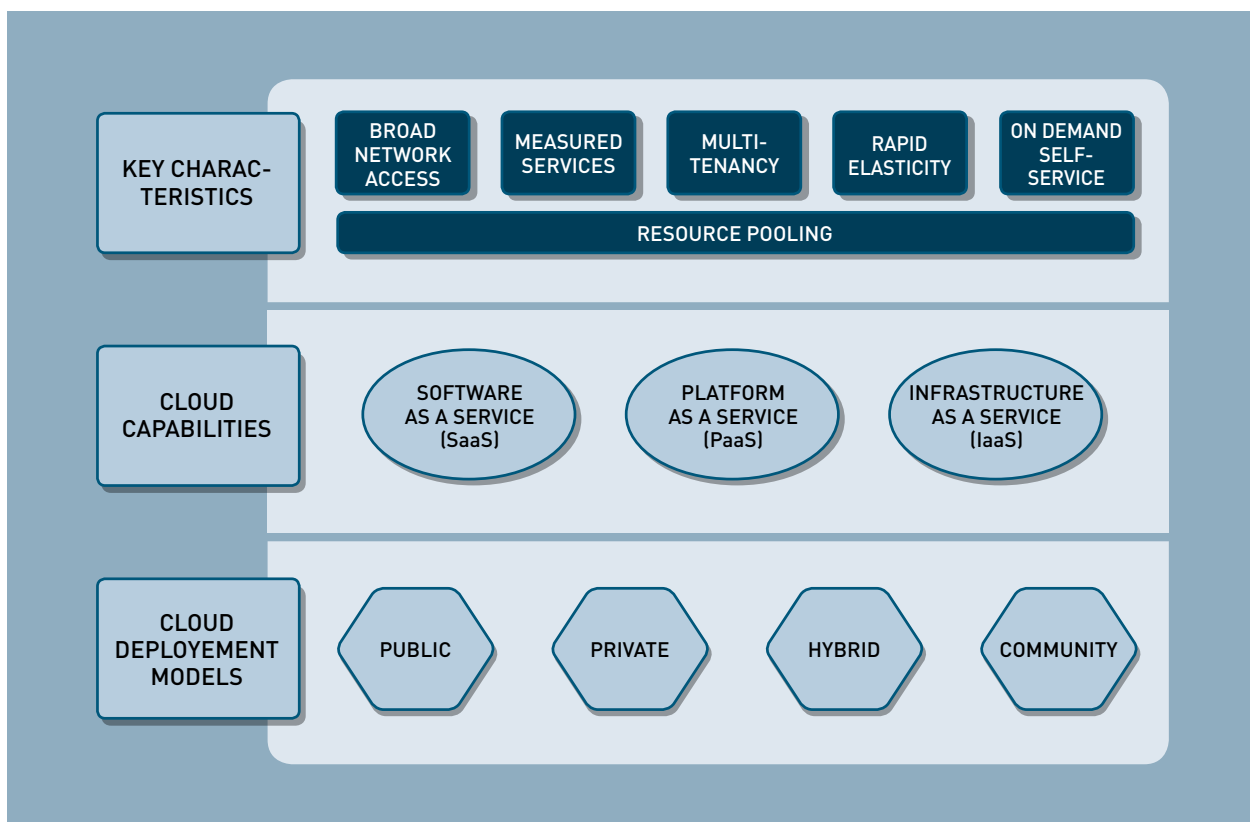 KEY CHARAC-
TERISTICS
BROAD
NETWORK
ACCESS
MEASURED
SERVICES
MULTI-
TENANCY
RAPID
ELASTICITY
ON DEMAND
SELF-
SERVICE
RESOURCE POOLING
CLOUD
CAPABILITIES
SOFTWARE
AS A SERVICE
(SaaS)
PLATFORM
AS A SERVICE
(PaaS)
INFRASTRUCTURE
AS A SERVICE
(IaaS)
CLOUD
DEPLOYEMENT
MODELS
PUBLIC
PRIVATE
HYBRID
COMMUNITY